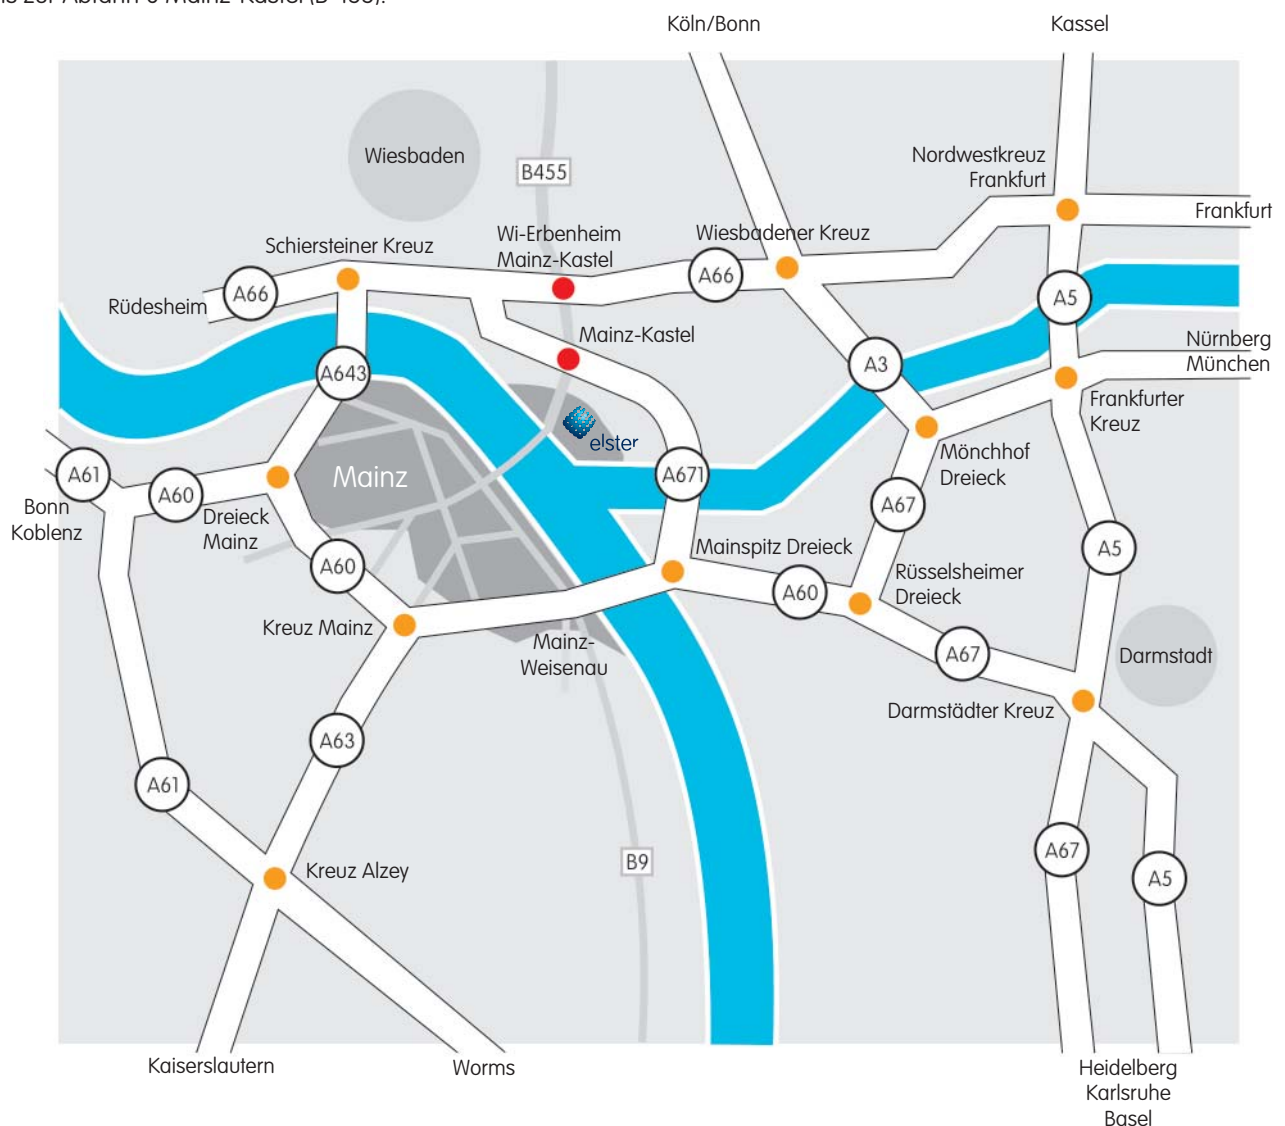 Köln/Bonn
Kassel
Wiesbaden
B455
Nordwestkreuz
Frankfurt
Frankfurt
Schiersteiner Kreuz
Wi-Erbenheim
Mainz-Kastel
Wiesbadener Kreuz
A66
A66
Rüdesheim
A5
Mainz-Kastel
Nürnberg
München
A643
A3
Frankfurter
Kreuz
elster
Mönchhof
Dreieck
Mainz
A61
A60
A671
A67
Bonn
Koblenz
Dreieck
Mainz
Mainspitz Dreieck
A5
A60
A60
Rüsselsheimer
Dreieck
Kreuz Mainz
Mainz-
Weisenau
A67
Darmstadt
Darmstädter Kreuz
A63
A61
B9
A67
Kreuz Alzey
A5
Kaiserslautern
Worms
Heidelberg
Karlsruhe
Basel